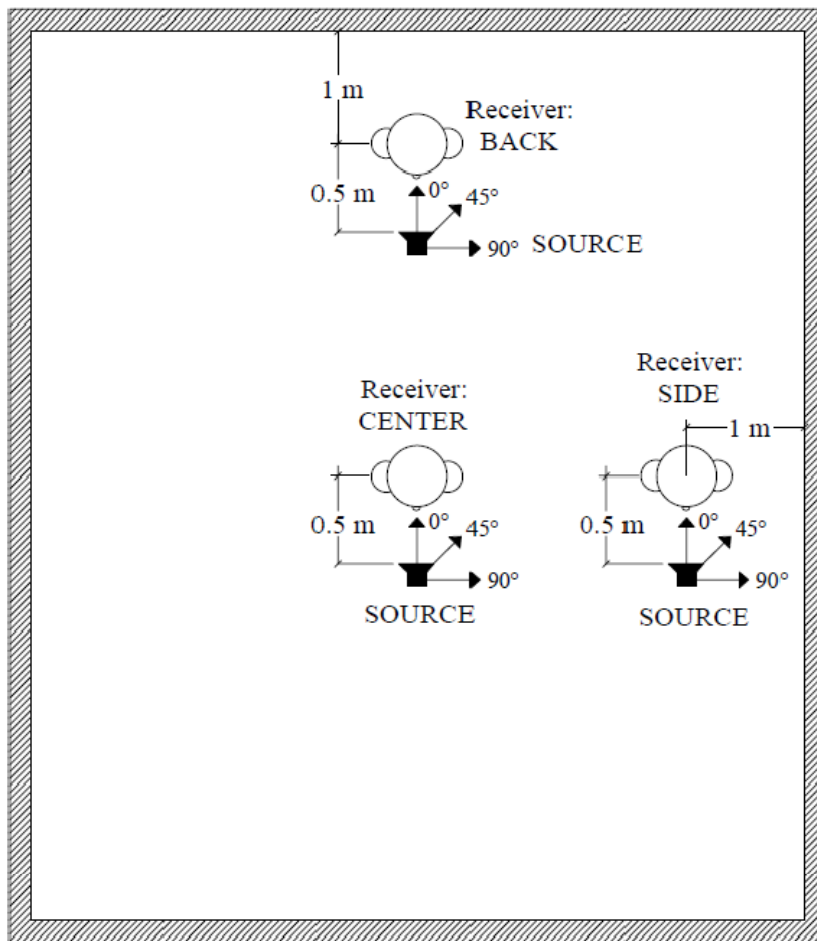 1 m
Receiver:
BACK
0.5 m
0°
45°
90°
SOURCE
Receiver:
CENTER
0.5 m
0°
45°
90°
SOURCE
Receiver:
SIDE
1 m
0.5 m
0°
45°
90°
SOURCE